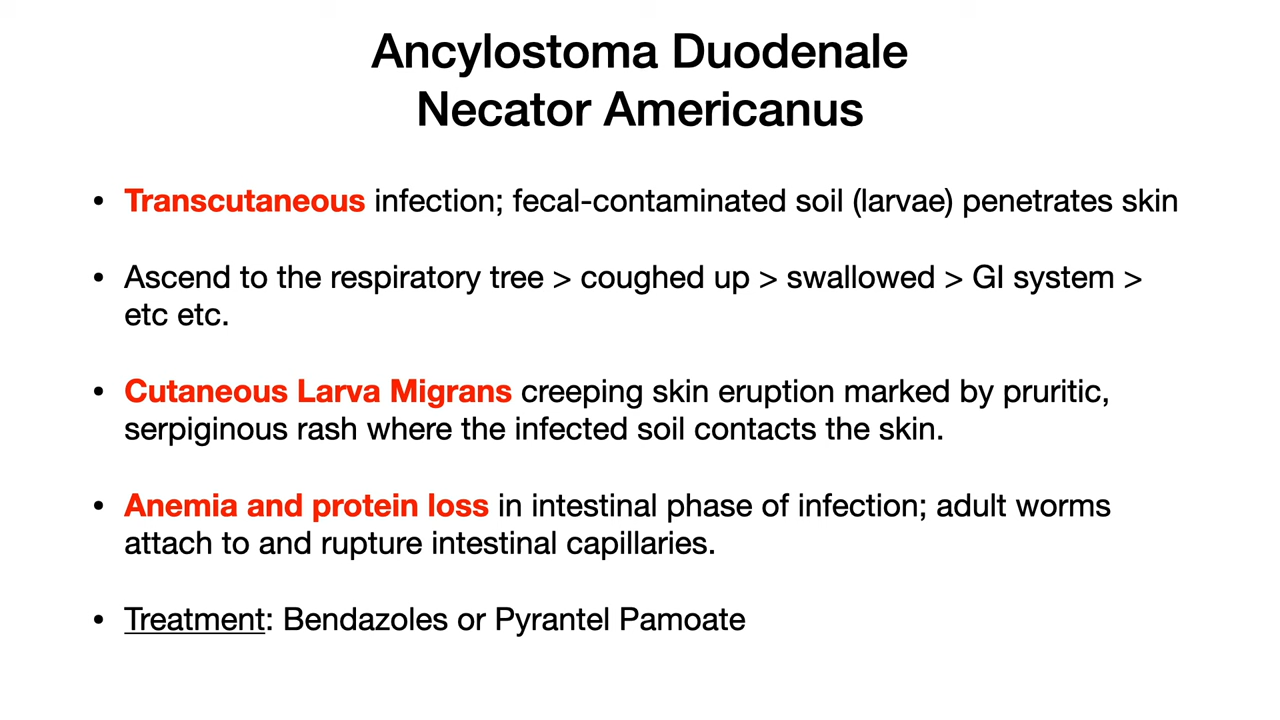 Ancylostoma Duodenale
Necator Americanus
• Transcutaneous infection; fecal-contaminated soil (larvae) penetrates skin
• Ascend to the respiratory tree > coughed up > swallowed > GI system >
etc etc.
• Cutaneous Larva Migrans creeping skin eruption marked by pruritic,
serpiginous rash where the infected soil contacts the skin.
• Anemia and protein loss in intestinal phase of infection; adult worms
attach to and rupture intestinal capillaries.
• Treatment: Bendazoles or Pyrantel Pamoate